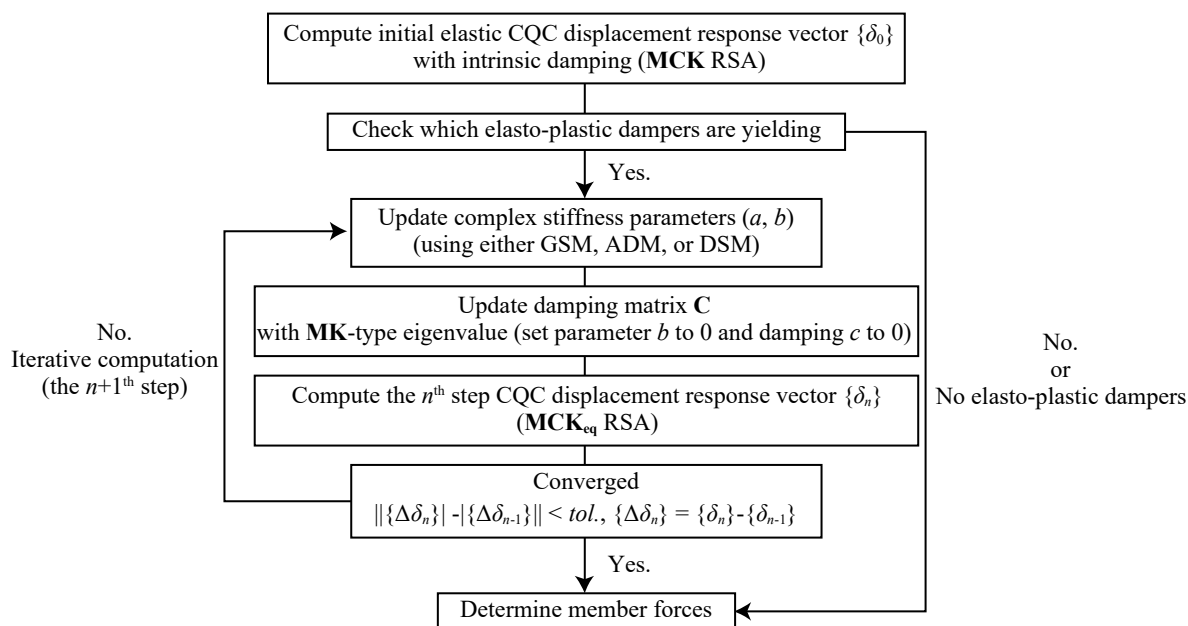 Compute initial elastic CQC displacement response vector {δ₀}
with intrinsic damping (MCK RSA)
Check which elasto-plastic dampers are yielding
Yes.
Update complex stiffness parameters (a, b)
(using either GSM, ADM, or DSM)
Update damping matrix C
with MK-type eigenvalue (set parameter b to 0 and damping c to 0)
No.
Iterative computation
(the n+1ᵗʰ step)
No.
or
No elasto-plastic dampers
Compute the nᵗʰ step CQC displacement response vector {δₙ}
(MCK_eq RSA)
Converged
||{Δδₙ}| -|{Δδₙ₋₁}|| < tol., {Δδₙ} = {δₙ}-{δₙ₋₁}
Yes.
Determine member forces